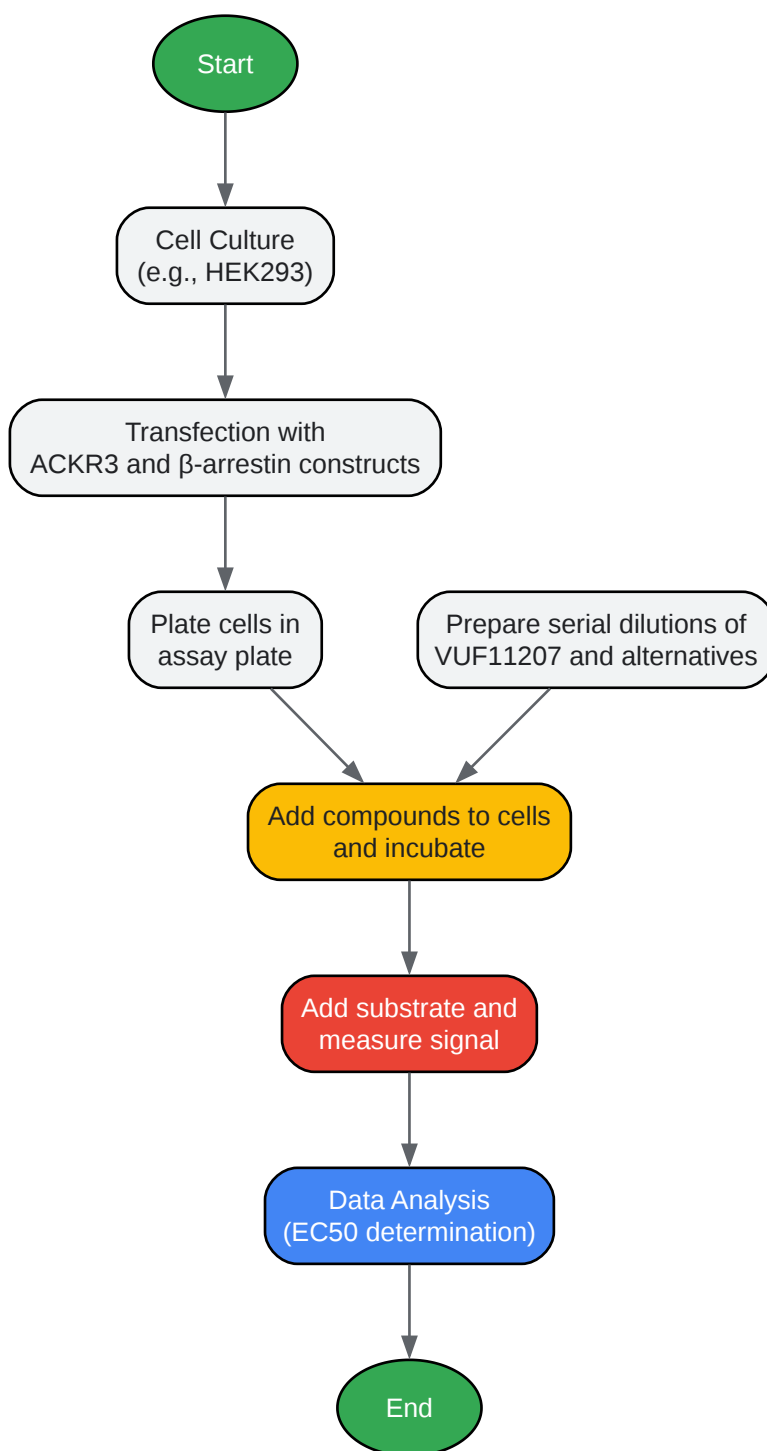 Start
Cell Culture
(e.g., HEK293)
Transfection with
ACKR3 and β-arrestin constructs
Plate cells in
assay plate
Prepare serial dilutions of
VUF11207 and alternatives
Add compounds to cells
and incubate
Add substrate and
measure signal
Data Analysis
(EC50 determination)
End